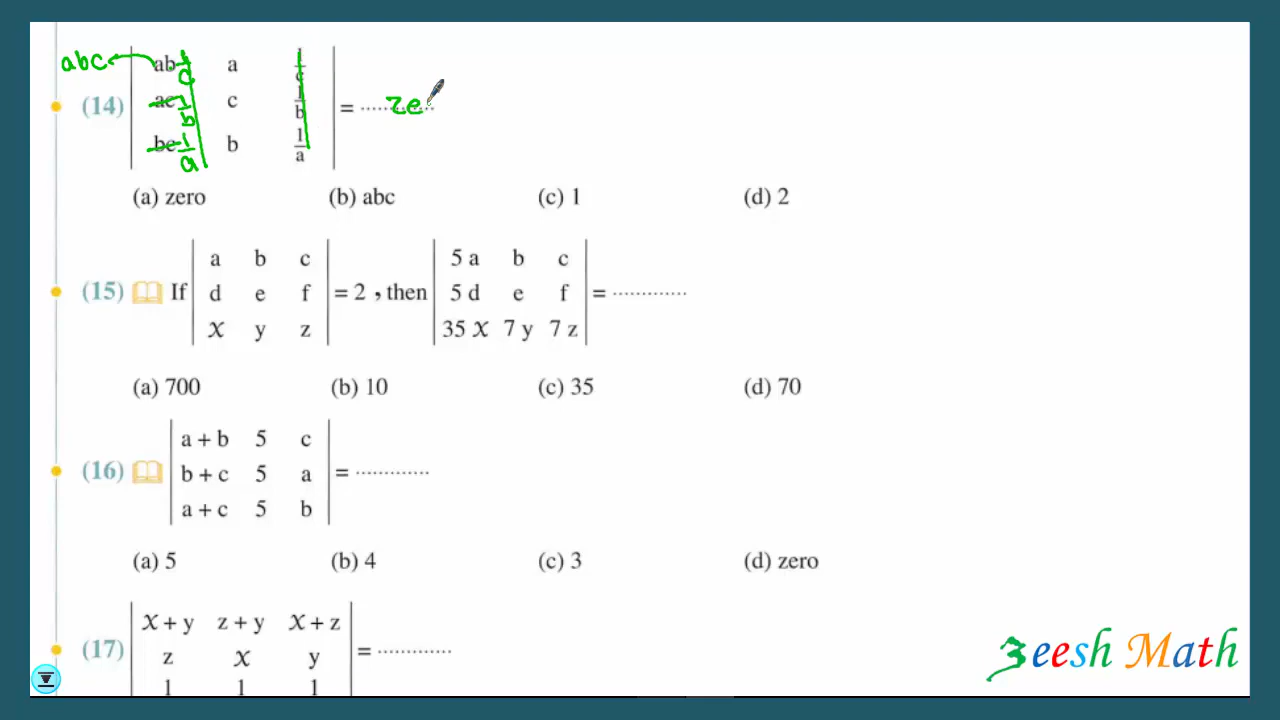 abc ab 1/c a 1/c
(14) ac 1/b c 1/b = ............ ze
bc 1/a b 1/a
(a) zero (b) abc (c) 1 (d) 2
a b c 5 a b c
(15) If d e f = 2 , then 5 d e f = ............
x y z 35 x 7 y 7 z
(a) 700 (b) 10 (c) 35 (d) 70
a + b 5 c
(16) b + c 5 a = ............
a + c 5 b
(a) 5 (b) 4 (c) 3 (d) zero
x + y z + y x + z
(17) z x y = ............
1 1 1
Zeesh Math